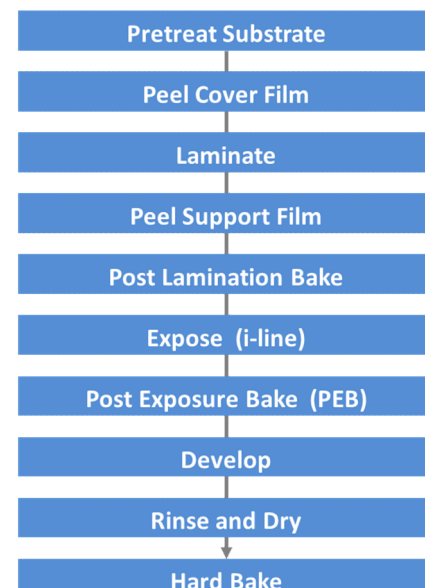 Pretreat Substrate
Peel Cover Film
Laminate
Peel Support Film
Post Lamination Bake
Expose (i-line)
Post Exposure Bake (PEB)
Develop
Rinse and Dry
Hard Bake